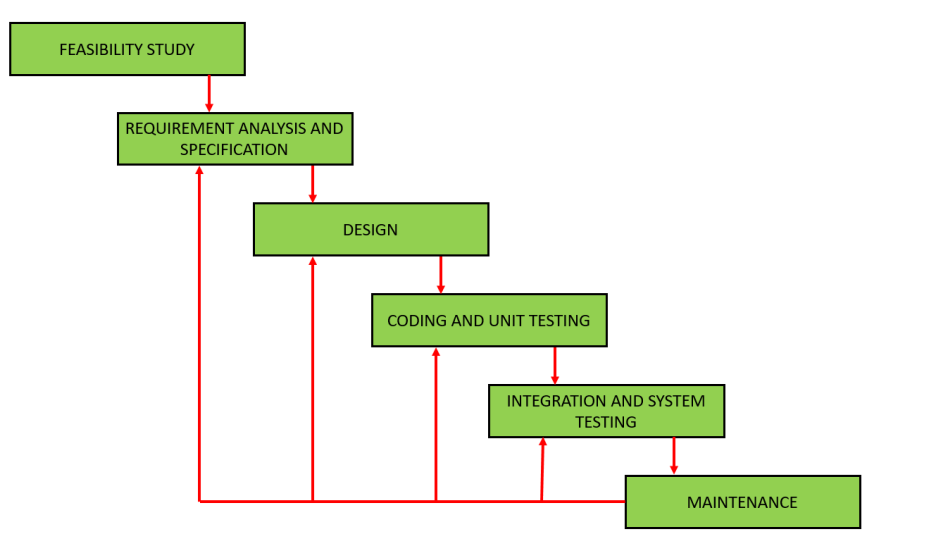 FEASIBILITY STUDY
REQUIREMENT ANALYSIS AND
SPECIFICATION
DESIGN
CODING AND UNIT TESTING
INTEGRATION AND SYSTEM
TESTING
MAINTENANCE